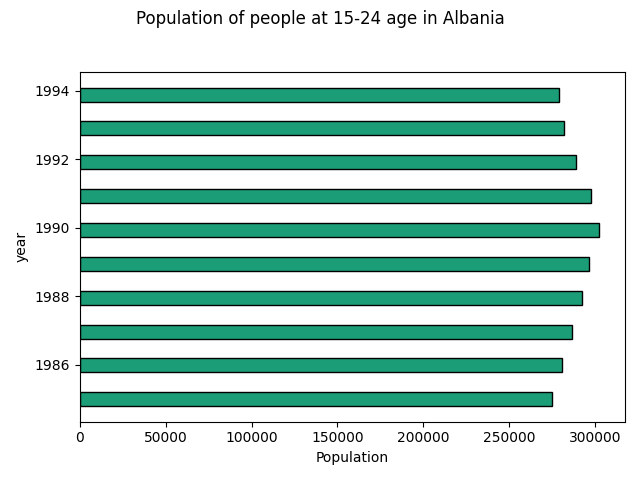 Population of people at 15-24 age in Albania
1994
1992
1990
1988
1986
year
0 50000 100000 150000 200000 250000 300000
Population